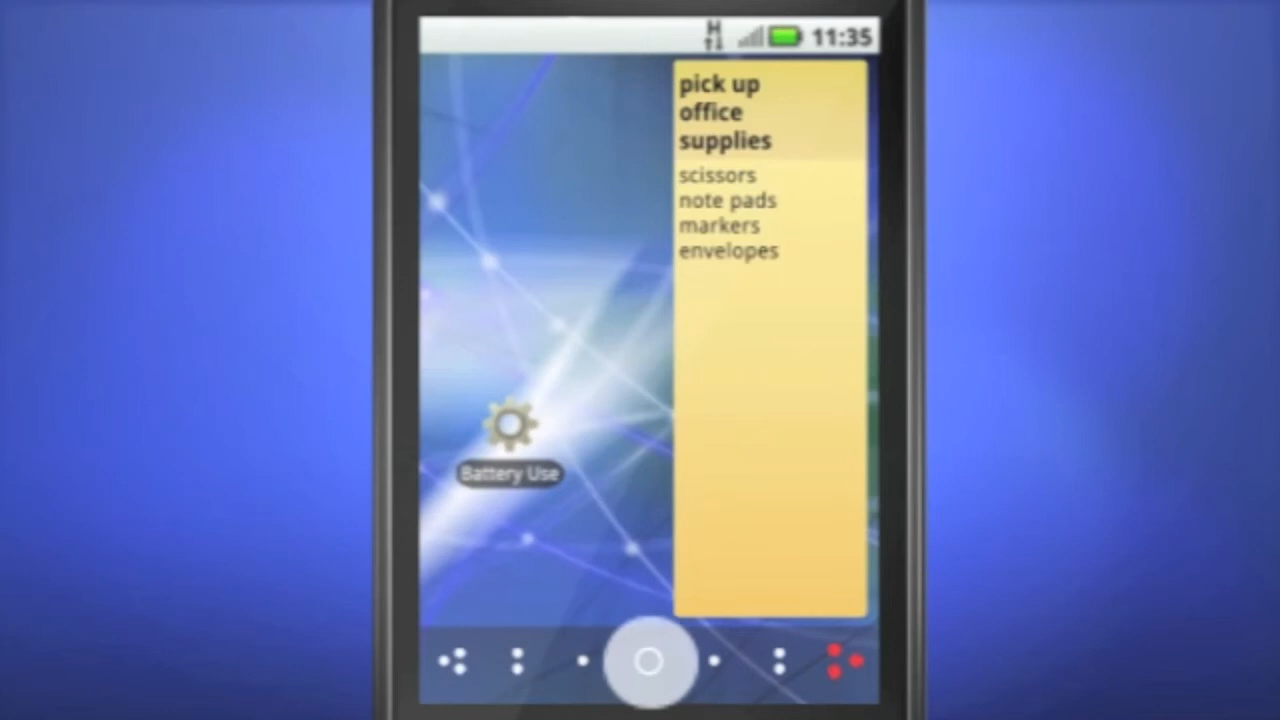 H
11:35
pick up
office
supplies
scissors
note pads
markers
envelopes
Battery Use